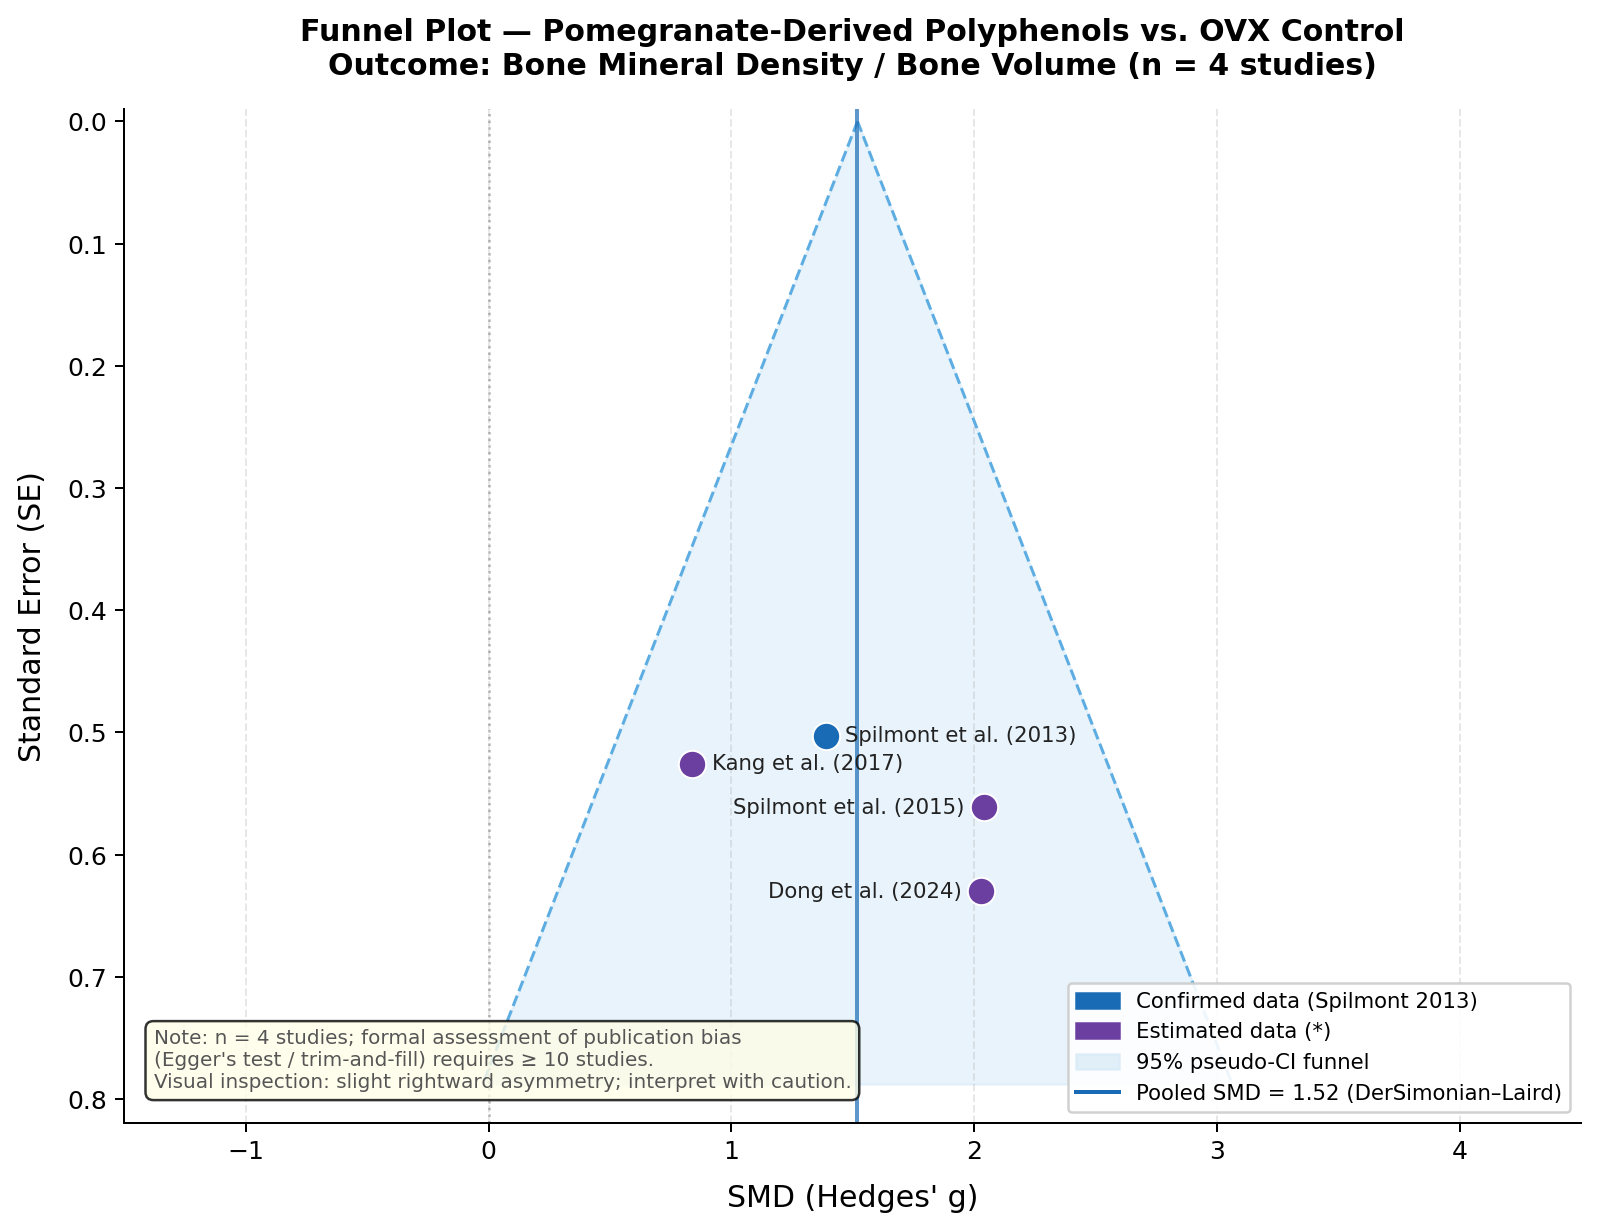 Funnel Plot — Pomegranate-Derived Polyphenols vs. OVX Control
Outcome: Bone Mineral Density / Bone Volume (n = 4 studies)
Standard Error (SE)
0.0
0.1
0.2
0.3
0.4
0.5
0.6
0.7
0.8
Spilmont et al. (2013)
Kang et al. (2017)
Spilmont et al. (2015)
Dong et al. (2024)
Note: n = 4 studies; formal assessment of publication bias
(Egger's test / trim-and-fill) requires ≥ 10 studies.
Visual inspection: slight rightward asymmetry; interpret with caution.
Confirmed data (Spilmont 2013)
Estimated data (*)
95% pseudo-CI funnel
Pooled SMD = 1.52 (DerSimonian–Laird)
−1 0 1 2 3 4
SMD (Hedges' g)